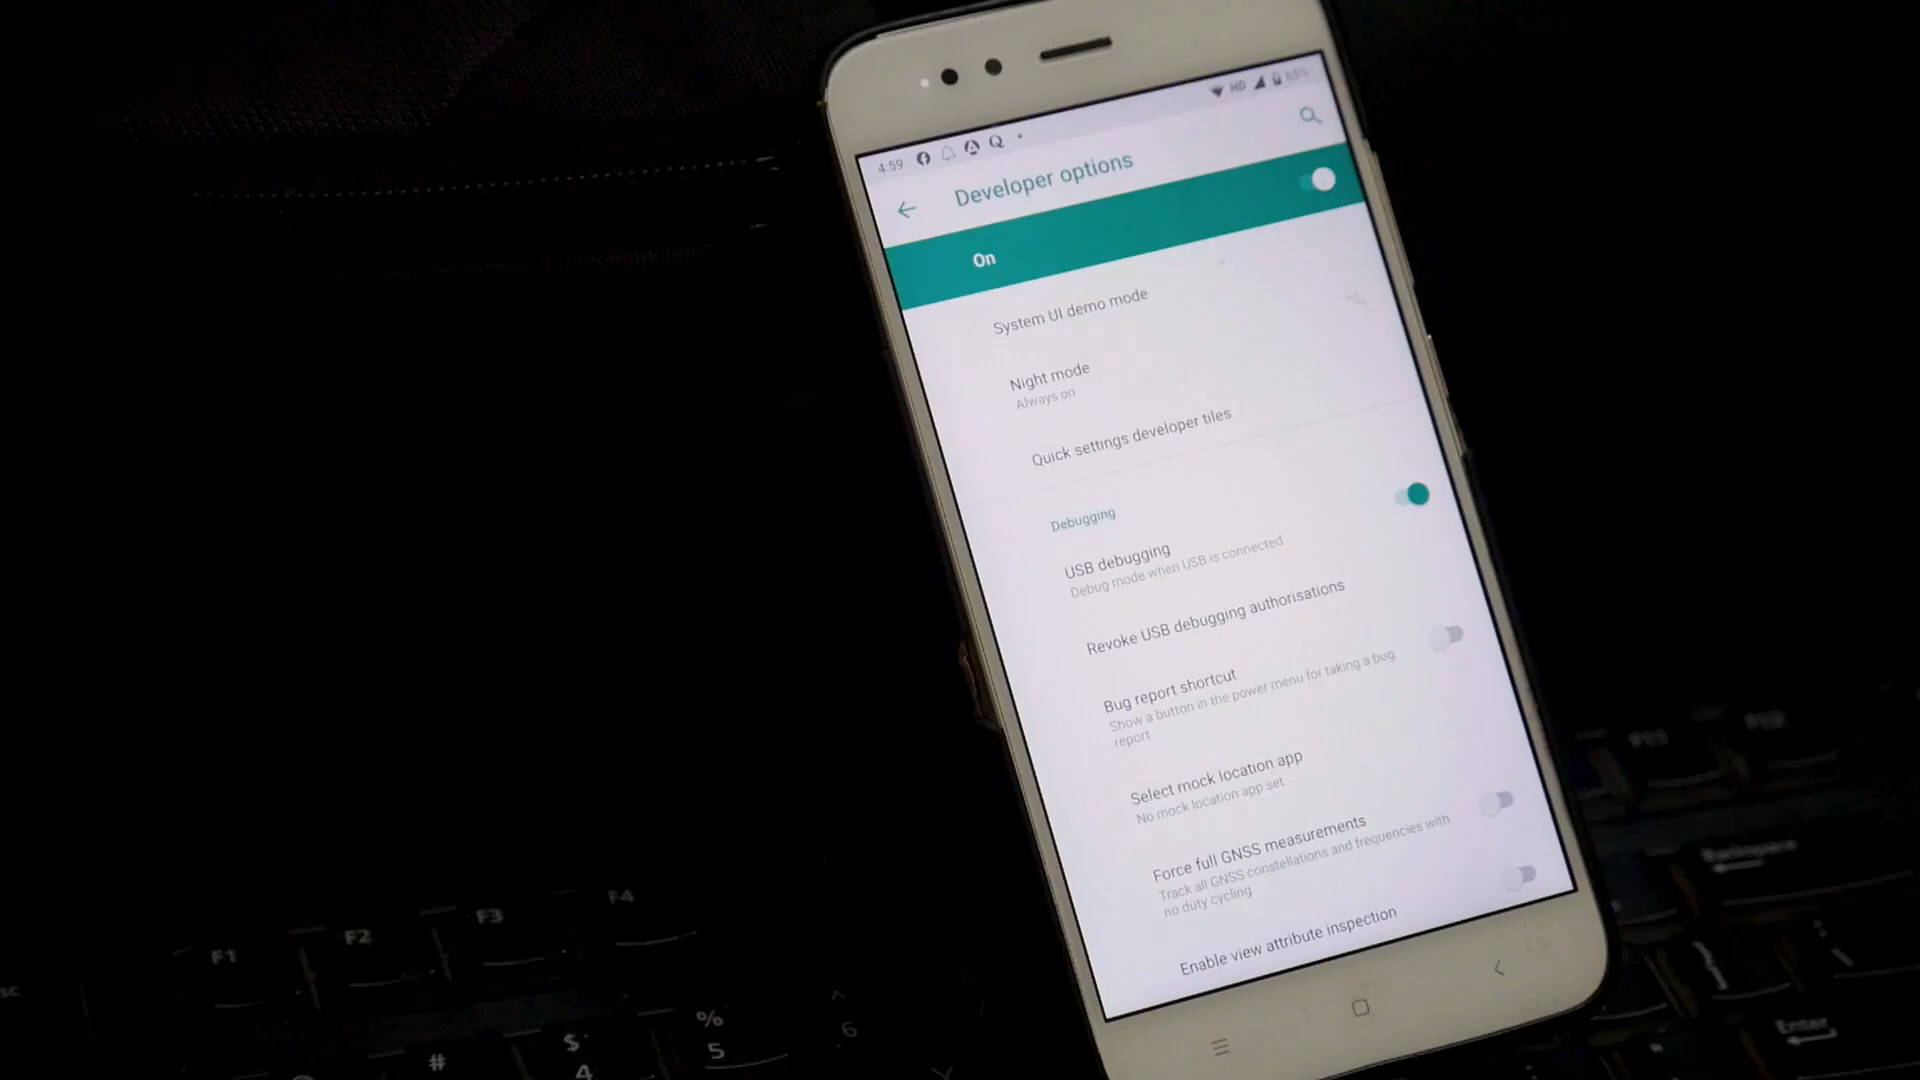 4:59
HD
65%
Developer options
On
System UI demo mode
Night mode
Always on
Quick settings developer tiles
Debugging
USB debugging
Debug mode when USB is connected
Revoke USB debugging authorisations
Bug report shortcut
Show a button in the power menu for taking a bug
report
Select mock location app
No mock location app set
Force full GNSS measurements
Track all GNSS constellations and frequencies with
no duty cycling
Enable view attribute inspection
F1
F2
F3
F4
Backspace
Enter
#
$
4
%
5
^
6